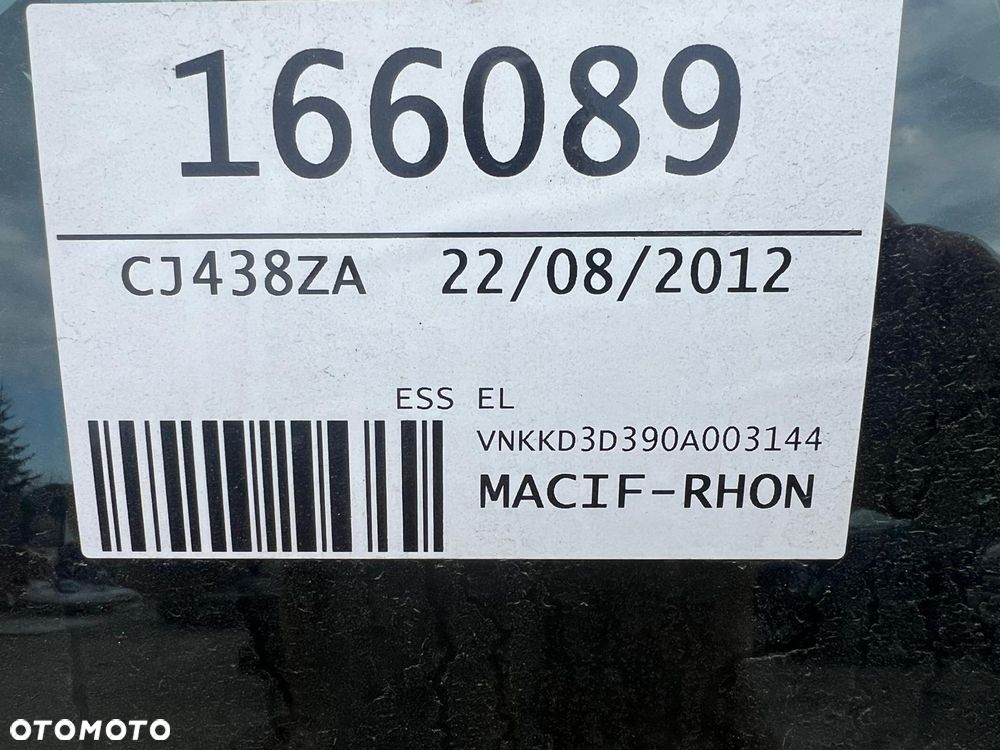 166089
CJ438ZA 22/08/2012
ESS EL
VNKKD3D390A003144
MACIF-RHON
OTOMOTO